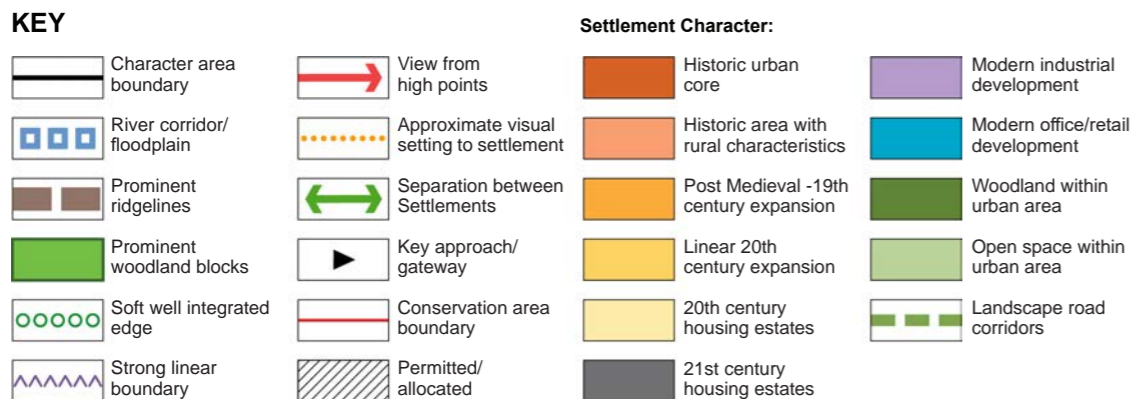 KEY
Character area
boundary
River corridor/
floodplain
Prominent
ridgelines
Prominent
woodland blocks
Soft well integrated
edge
Strong linear
boundary
View from
high points
Approximate visual
setting to settlement
Separation between
Settlements
Key approach/
gateway
Conservation area
boundary
Permitted/
allocated
Settlement Character:
Historic urban
core
Historic area with
rural characteristics
Post Medieval -19th
century expansion
Linear 20th
century expansion
20th century
housing estates
21st century
housing estates
Modern industrial
development
Modern office/retail
development
Woodland within
urban area
Open space within
urban area
Landscape road
corridors